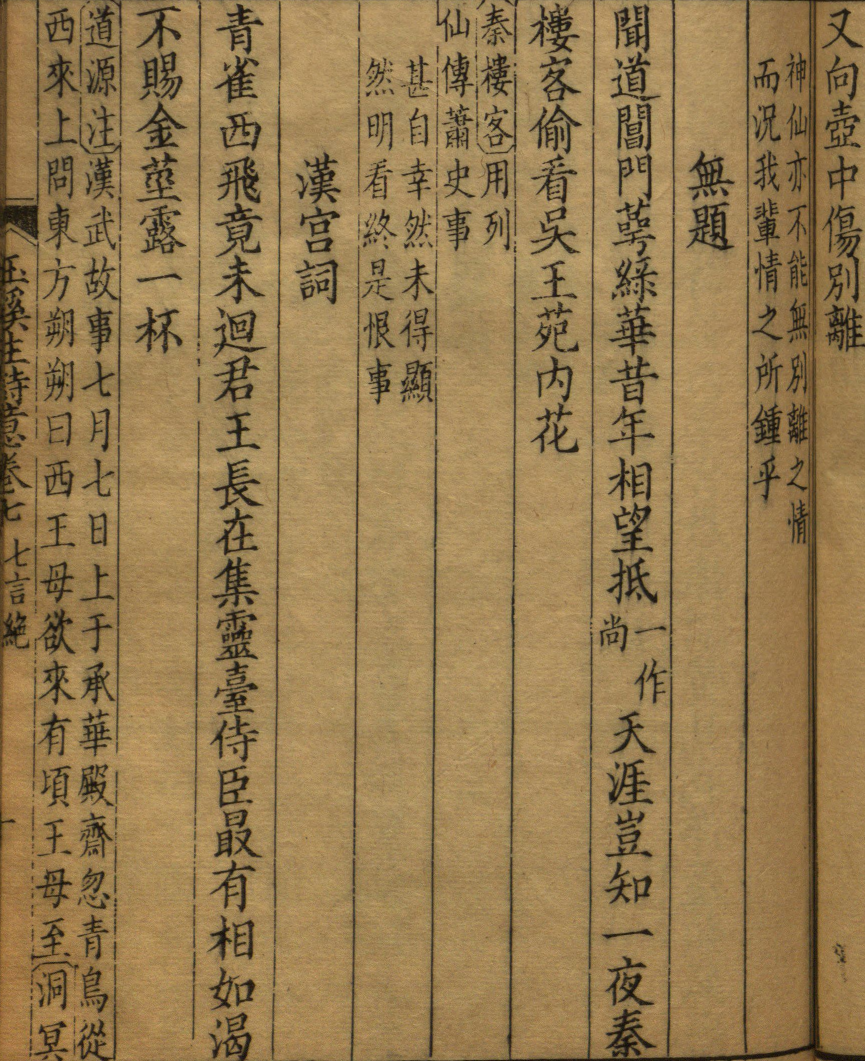 又向壺中傷別離
神仙亦不能無別離之情
而況我輩情之所鍾乎
無題
聞道閶門萼綠華昔年相望抵一作尚天涯豈知一夜秦
樓客偷看吳王苑内花
秦樓客用列
仙傳蕭史事
甚自幸然未得顯
然明看終是恨事
漢宫詞
青雀西飛竟未迴君王長在集靈臺侍臣最有相如渴
不賜金莖露一杯
道源注漢武故事七月七日上于承華殿齋忽青鳥從
西來上問東方朔朔曰西王母欲來有頃王母至洞冥
玉溪生詩意卷七 七言絶